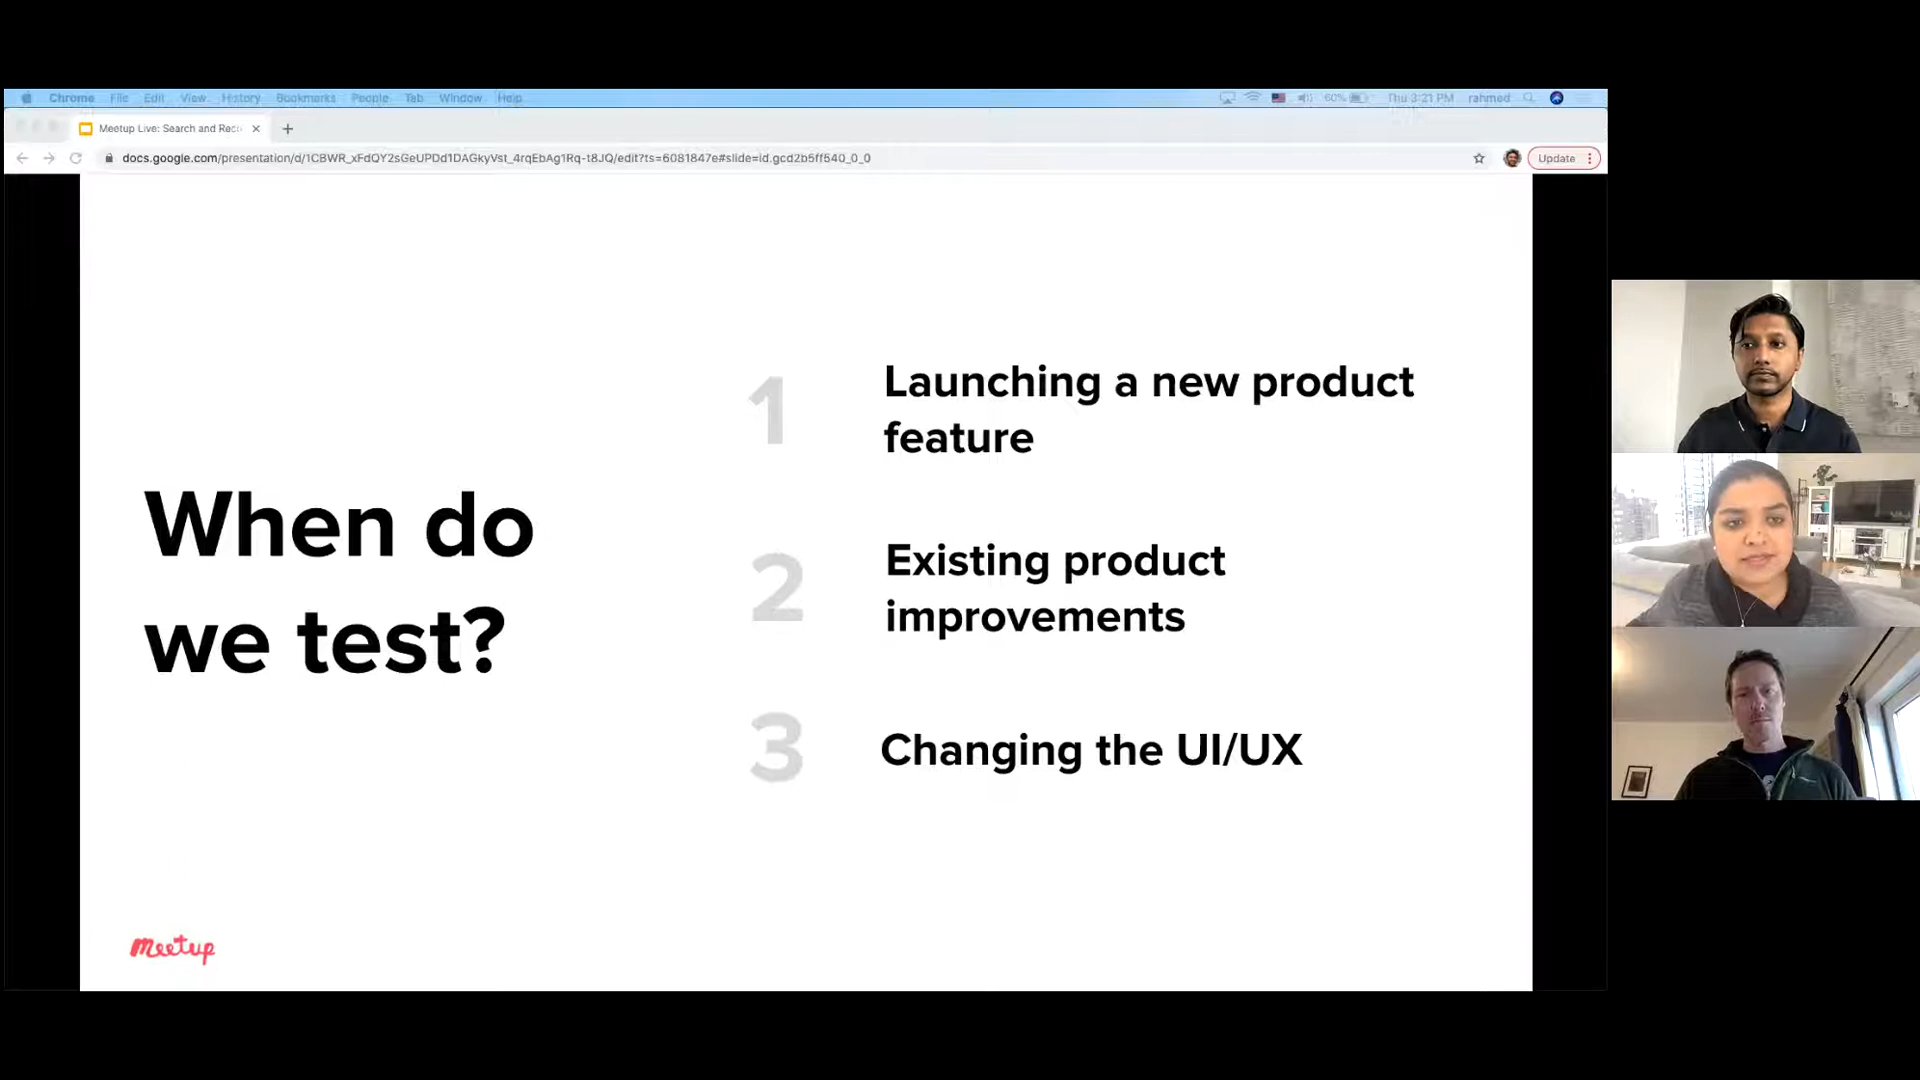 Chrome File Edit View History Bookmarks People Tab Window Help
60% Thu 3:21 PM rahmed
Meetup Live: Search and Reco
docs.google.com/presentation/d/1CBWR_xFdQY2sGeUPDd1DAGkyVst_4rqEbAg1Rq-t8JQ/edit?ts=6081847e#slide=id.gcd2b5ff540_0_0
Update
When do
we test?
1
Launching a new product
feature
2
Existing product
improvements
3
Changing the UI/UX
meetup